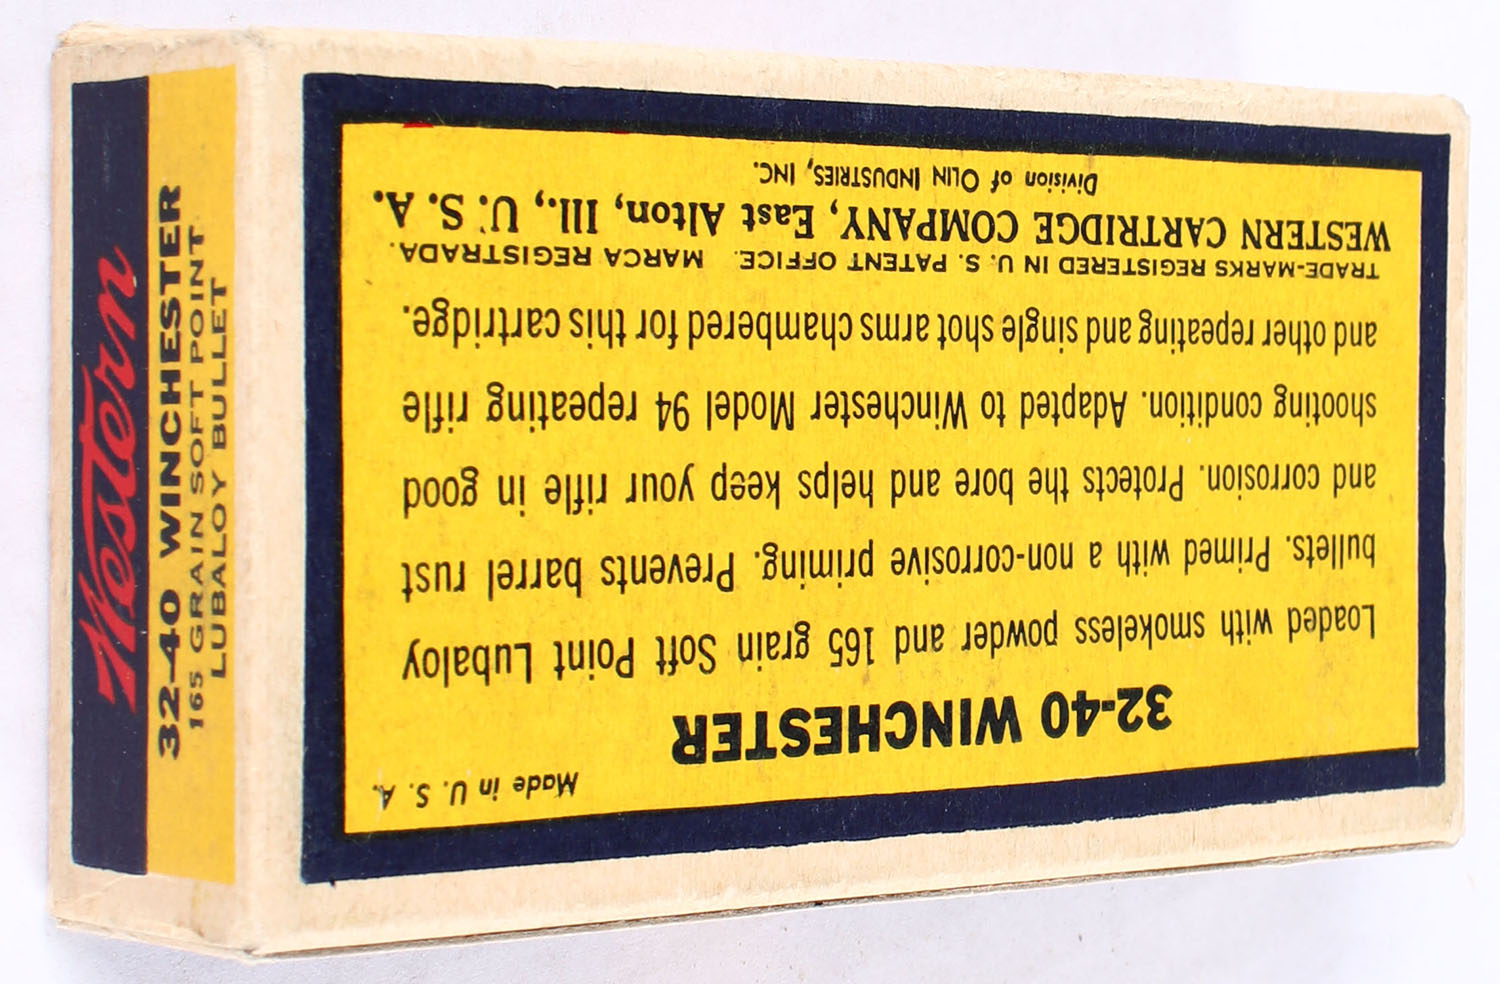 Western
32-40 WINCHESTER
165 GRAIN SOFT POINT
LUBALOY BULLET
Made in U. S. A.
32-40 WINCHESTER
Loaded with smokeless powder and 165 grain Soft Point Lubaloy
bullets. Primed with a non-corrosive priming. Prevents barrel rust
and corrosion. Protects the bore and helps keep your rifle in good
shooting condition. Adapted to Winchester Model 94 repeating rifle
and other repeating and single shot arms chambered for this cartridge.
TRADE-MARKS REGISTERED IN U. S. PATENT OFFICE. MARCA REGISTRADA.
WESTERN CARTRIDGE COMPANY, East Alton, Ill., U. S. A.
Division of OLIN INDUSTRIES, INC.